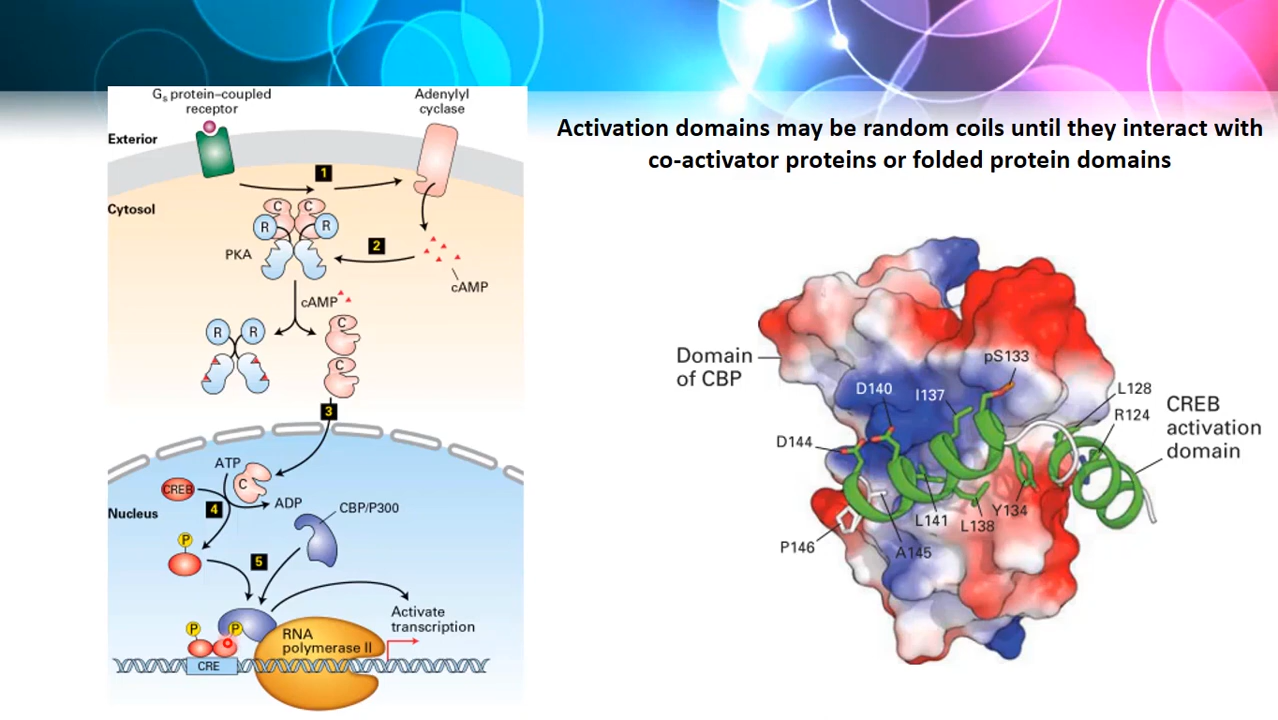 Activation domains may be random coils until they interact with
co-activator proteins or folded protein domains
Gs protein–coupled
receptor
Adenylyl
cyclase
Exterior
1
Cytosol
C C
R R
PKA
2
cAMP
cAMP
R R
C
C
3
ATP
C
CREB
ADP
4
Nucleus
CBP/P300
P
5
Activate
transcription
P P
RNA
polymerase II
CRE
Domain
of CBP
pS133
D140
I137
L128
R124
CREB
activation
domain
D144
L141
L138
Y134
P146
A145